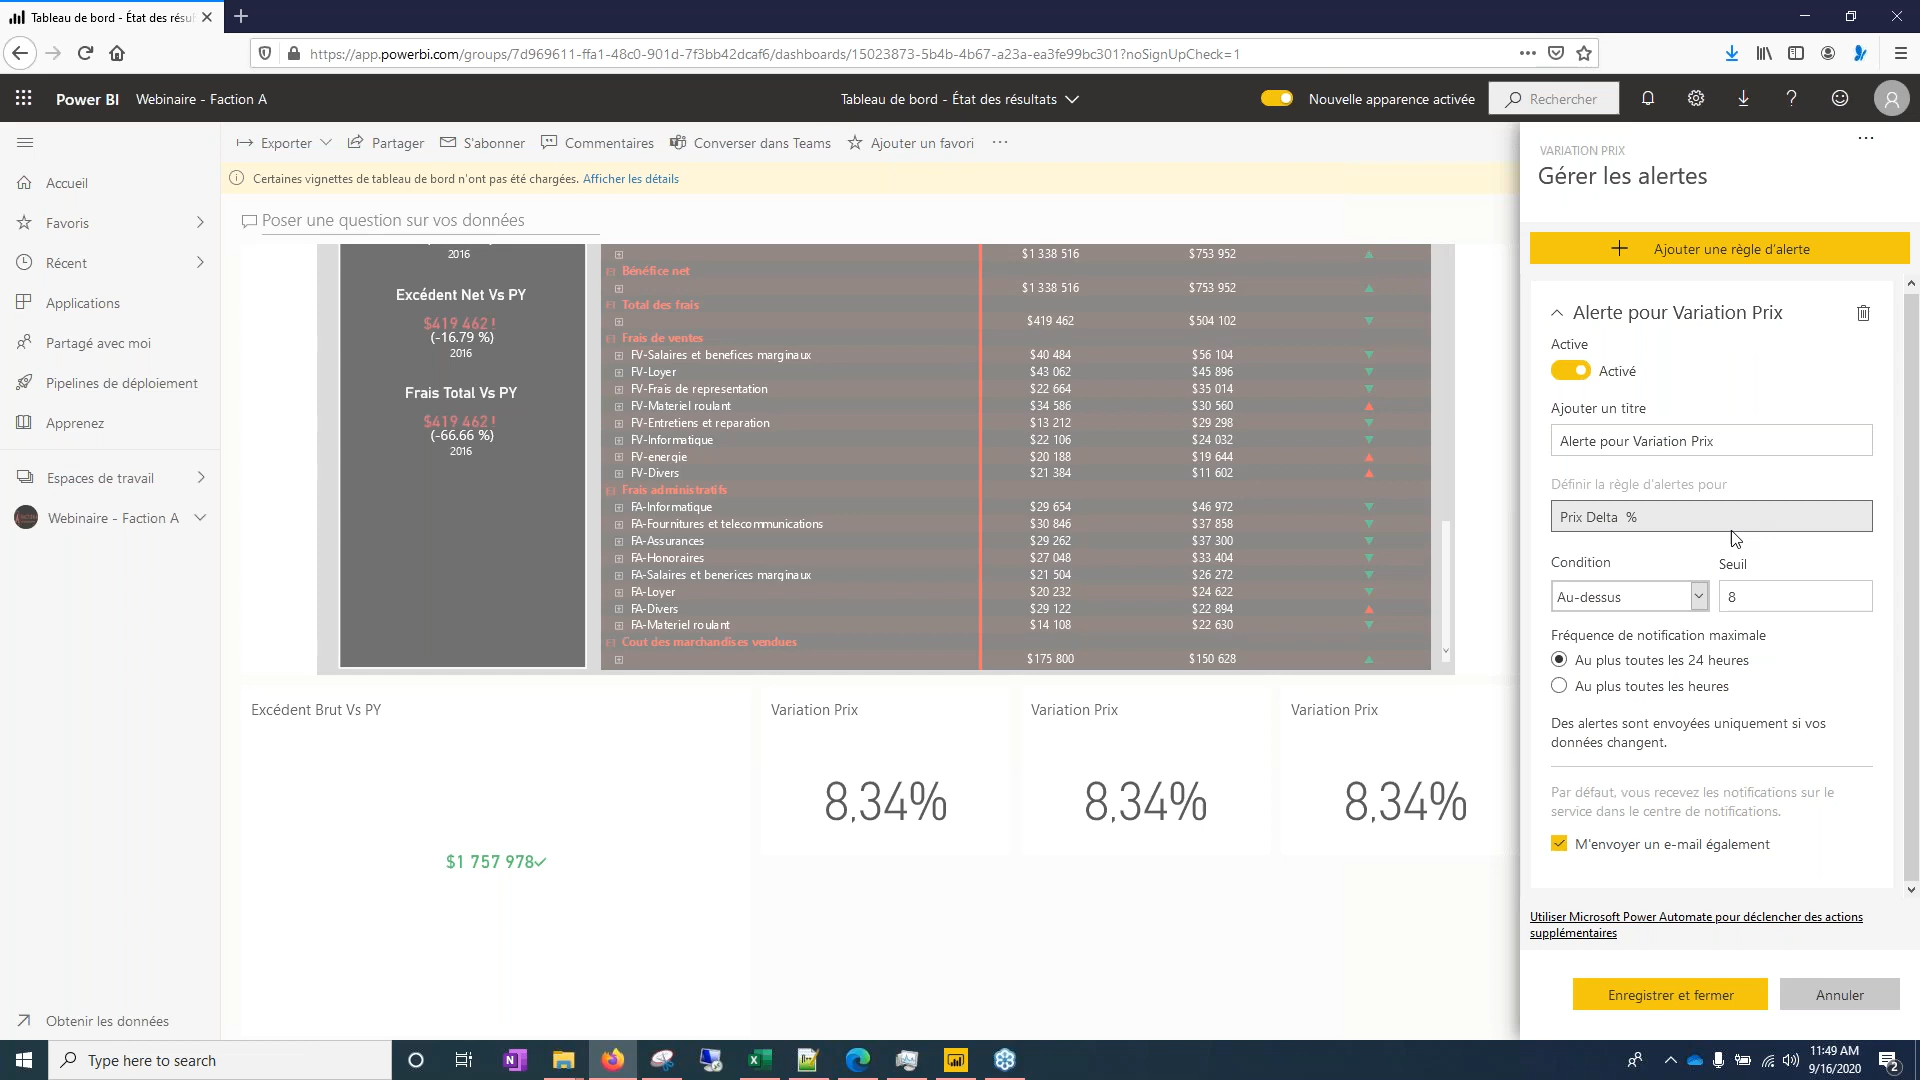 Tableau de bord - État des résul
https://app.powerbi.com/groups/7d969611-ffa1-48c0-901d-7f3bb42dcaf6/dashboards/15023873-5b4b-4b67-a23a-ea3fe99bc301?noSignUpCheck=1
Power BI Webinaire - Faction A
Tableau de bord - État des résultats
Nouvelle apparence activée
Rechercher
Exporter
Partager
S'abonner
Commentaires
Converser dans Teams
Ajouter un favori
Certaines vignettes de tableau de bord n'ont pas été chargées. Afficher les détails
Poser une question sur vos données
Accueil
Favoris
Récent
Applications
Partagé avec moi
Pipelines de déploiement
Apprenez
Espaces de travail
Webinaire - Faction A
Obtenir les données
2016
Excédent Net Vs PY
$419 462 !
(-16.79 %)
2016
Frais Total Vs PY
$419 462 !
(-66.66 %)
2016
$1 338 516 $753 952
Bénéfice net
$1 338 516 $753 952
Total des frais
$419 462 $504 102
Frais de ventes
FV-Salaires et benefices marginaux $40 484 $56 104
FV-Loyer $43 062 $45 896
FV-Frais de representation $22 664 $35 014
FV-Materiel roulant $34 586 $30 560
FV-Entretiens et reparation $13 212 $29 298
FV-Informatique $22 106 $24 032
FV-energie $20 188 $19 644
FV-Divers $21 384 $11 602
Frais administratifs
FA-Informatique $29 654 $46 972
FA-Fournitures et telecommunications $30 846 $37 858
FA-Assurances $29 262 $37 300
FA-Honoraires $27 048 $33 404
FA-Salaires et benerices marginaux $21 504 $26 272
FA-Loyer $20 232 $24 622
FA-Divers $29 122 $22 894
FA-Materiel roulant $14 108 $22 630
Cout des marchandises vendues
$175 800 $150 628
Excédent Brut Vs PY
$1 757 978
Variation Prix
8,34%
Variation Prix
8,34%
Variation Prix
8,34%
VARIATION PRIX
Gérer les alertes
Ajouter une règle d'alerte
Alerte pour Variation Prix
Active
Activé
Ajouter un titre
Alerte pour Variation Prix
Définir la règle d'alertes pour
Prix Delta %
Condition Seuil
Au-dessus 8
Fréquence de notification maximale
Au plus toutes les 24 heures
Au plus toutes les heures
Des alertes sont envoyées uniquement si vos
données changent.
Par défaut, vous recevez les notifications sur le
service dans le centre de notifications.
M'envoyer un e-mail également
Utiliser Microsoft Power Automate pour déclencher des actions
supplémentaires
Enregistrer et fermer
Annuler
Type here to search
11:49 AM
9/16/2020
2